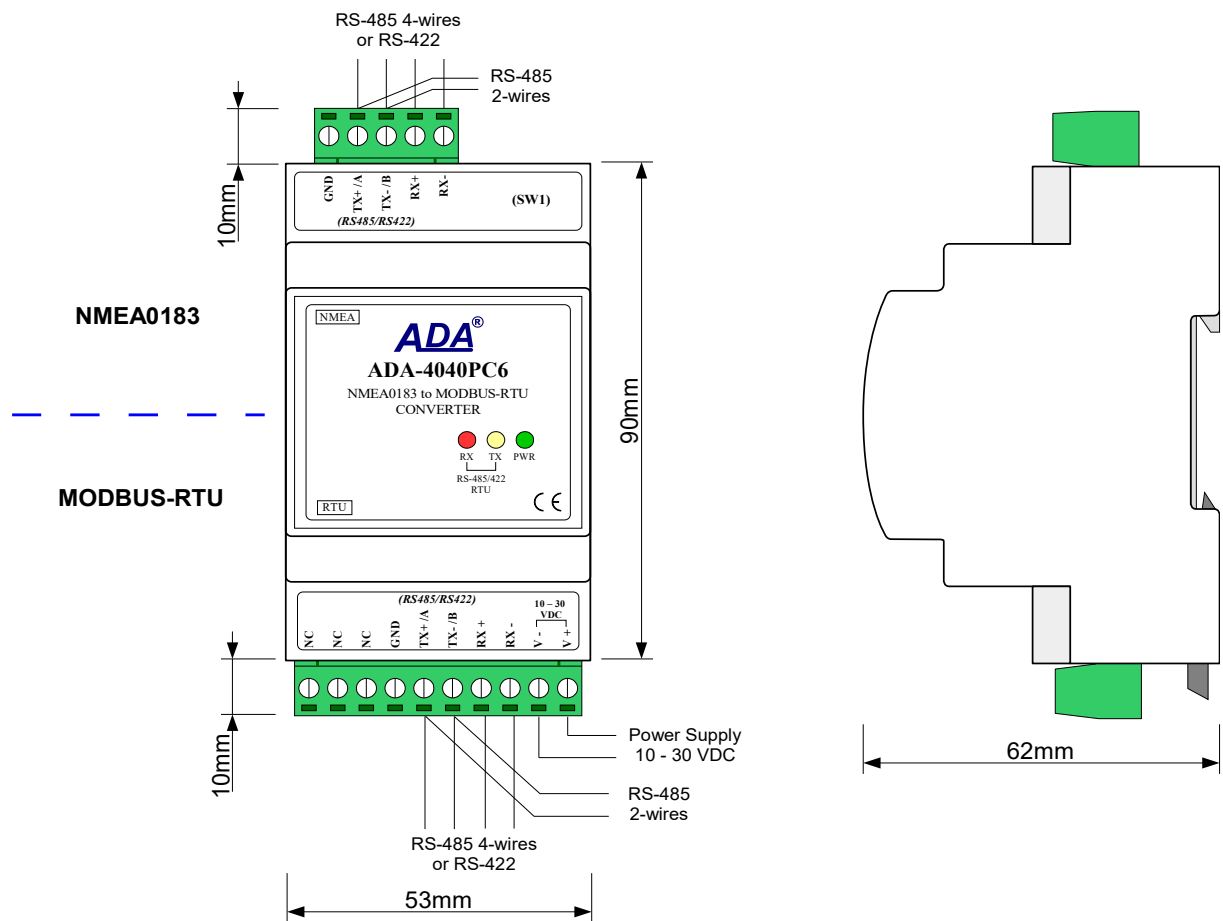 RS-485 4-wires
or RS-422
RS-485
2-wires
10mm
GND
TX+ /A
TX- /B
RX+
RX-
(RS485/RS422)
(SW1)
NMEA0183
NMEA
ADA®
ADA-4040PC6
NMEA0183 to MODBUS-RTU
CONVERTER
RX TX PWR
RS-485/422
RTU
90mm
MODBUS-RTU
RTU
CE
(RS485/RS422)
10 – 30
VDC
NC
NC
NC
GND
TX+ /A
TX- /B
RX +
RX -
V -
V +
10mm
Power Supply
10 - 30 VDC
RS-485
2-wires
RS-485 4-wires
or RS-422
53mm
62mm